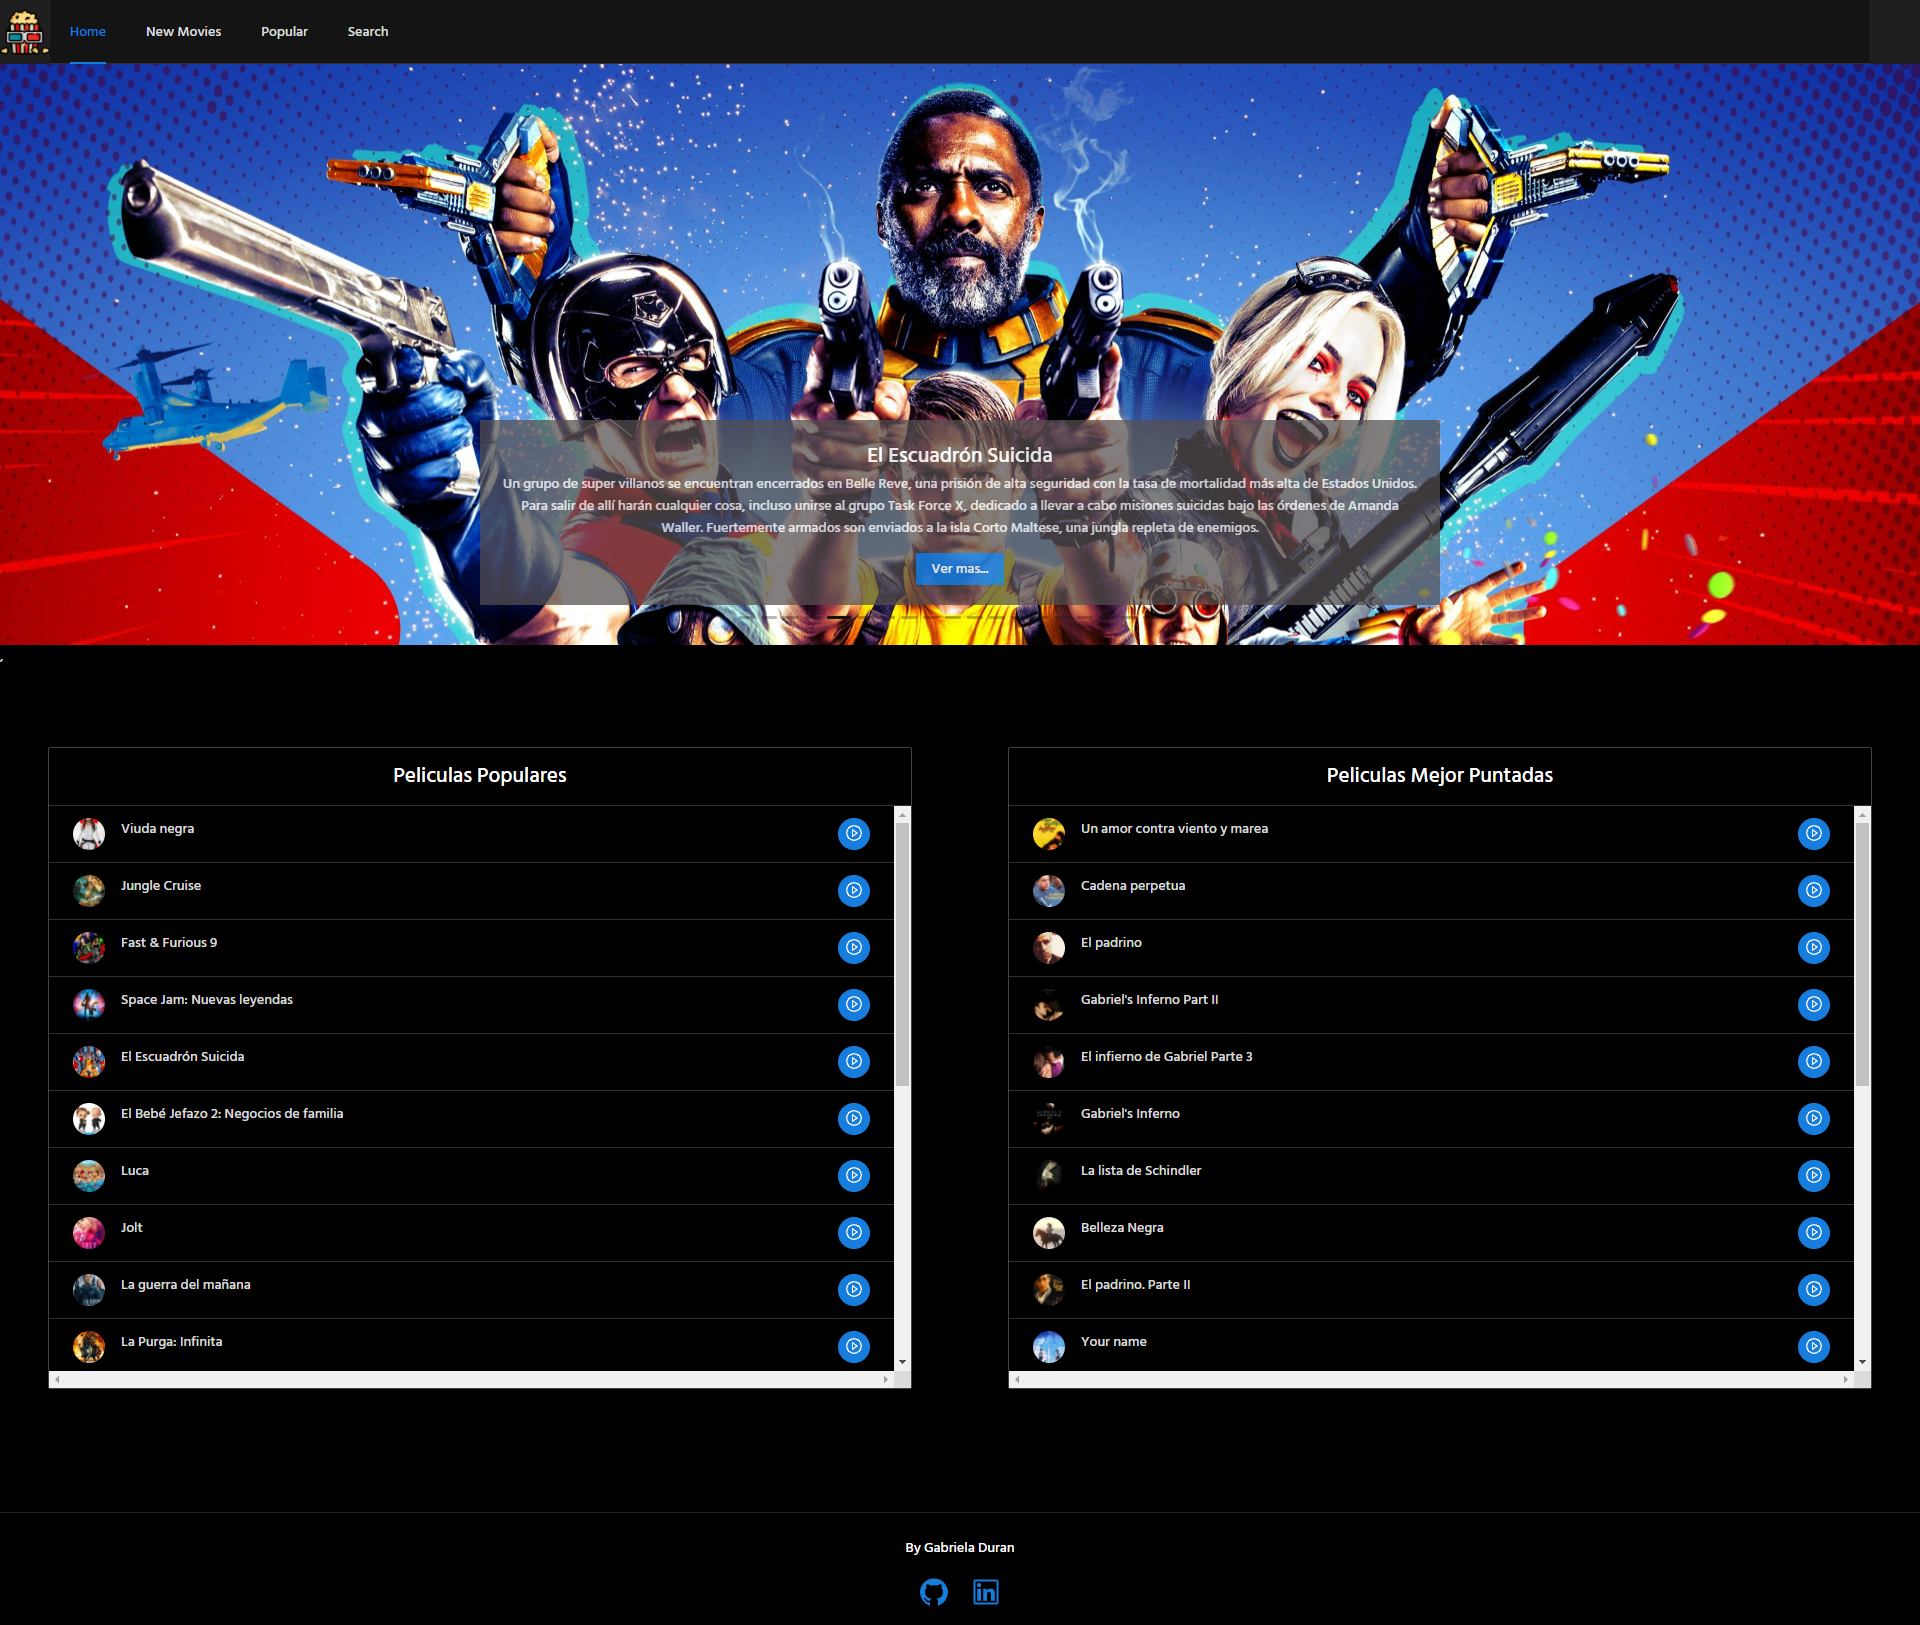 Home
New Movies
Popular
Search
El Escuadrón Suicida
Un grupo de super villanos se encuentran encerrados en Belle Reve, una prisión de alta seguridad con la tasa de mortalidad más alta de Estados Unidos.
Para salir de allí harán cualquier cosa, incluso unirse al grupo Task Force X, dedicado a llevar a cabo misiones suicidas bajo las órdenes de Amanda
Waller. Fuertemente armados son enviados a la isla Corto Maltese, una jungla repleta de enemigos.
Ver mas...
Peliculas Populares
Viuda negra
Jungle Cruise
Fast & Furious 9
Space Jam: Nuevas leyendas
El Escuadrón Suicida
El Bebé Jefazo 2: Negocios de familia
Luca
Jolt
La guerra del mañana
La Purga: Infinita
Peliculas Mejor Puntadas
Un amor contra viento y marea
Cadena perpetua
El padrino
Gabriel's Inferno Part II
El infierno de Gabriel Parte 3
Gabriel's Inferno
La lista de Schindler
Belleza Negra
El padrino. Parte II
Your name
By Gabriela Duran